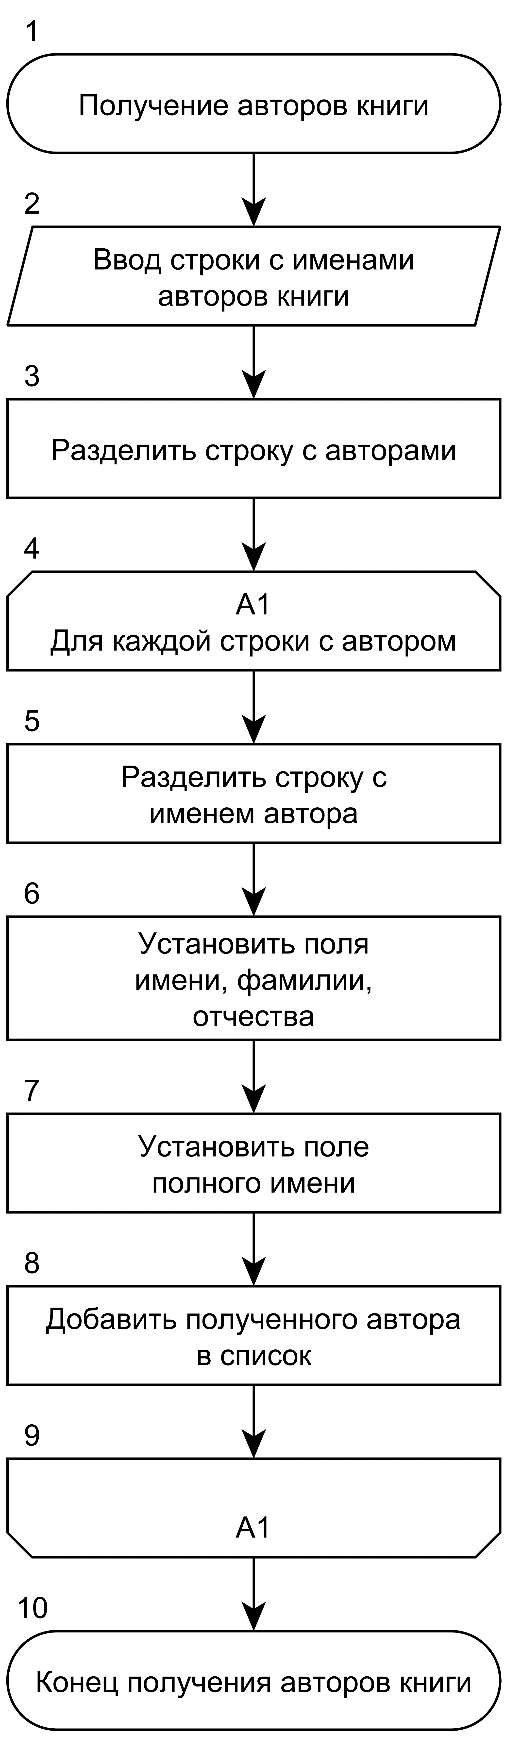 1
Получение авторов книги
2
Ввод строки с именами
авторов книги
3
Разделить строку с авторами
4
А1
Для каждой строки с автором
5
Разделить строку с
именем автора
6
Установить поля
имени, фамилии,
отчества
7
Установить поле
полного имени
8
Добавить полученного автора
в список
9
А1
10
Конец получения авторов книги